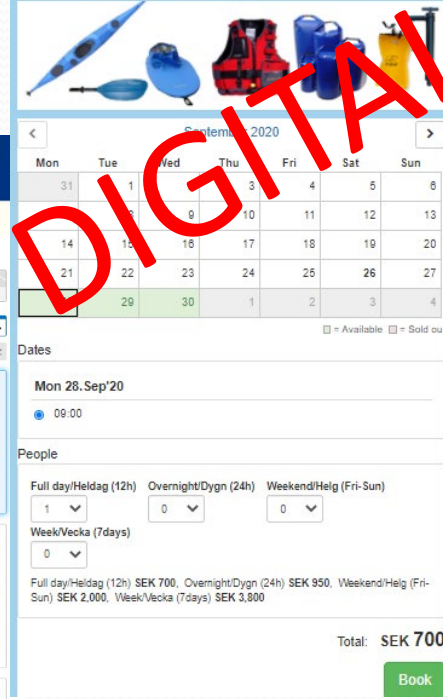 DIGITAL
September 2020
Mon Tue Wed Thu Fri Sat Sun
31 1 3 4 5 6
9 10 11 12 13
14 15 16 17 18 19 20
21 22 23 24 25 26 27
29 30 1 2 3 4
= Available = Sold ou
Dates
Mon 28.Sep'20
09:00
People
Full day/Heldag (12h) Overnight/Dygn (24h) Weekend/Helg (Fri-Sun)
1 0 0
Week/Vecka (7days)
0
Full day/Heldag (12h) SEK 700, Overnight/Dygn (24h) SEK 950, Weekend/Helg (Fri-
Sun) SEK 2,000, Week/Vecka (7days) SEK 3,800
Total: SEK 700
Book